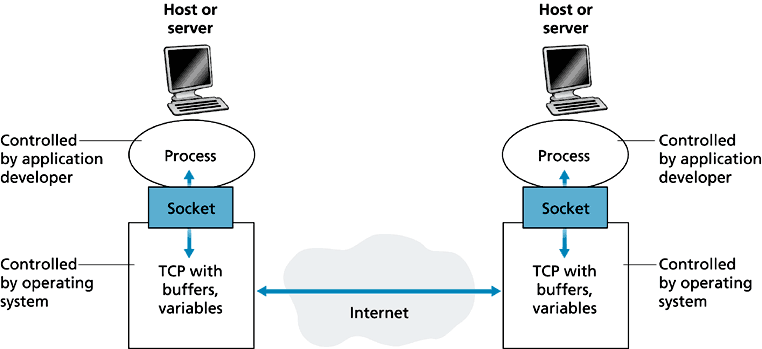 Host or
server
Host or
server
Controlled
by application
developer
Process
Process
Controlled
by application
developer
Socket
Socket
Controlled
by operating
system
TCP with
buffers,
variables
Internet
TCP with
buffers,
variables
Controlled
by operating
system